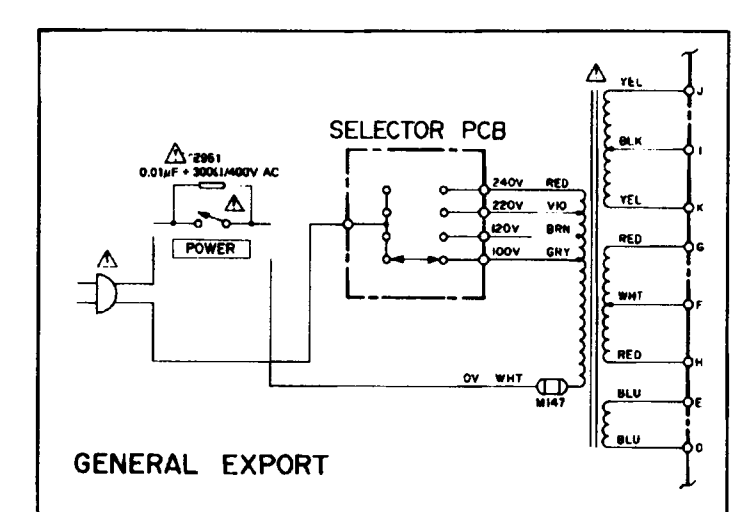 YEL
J
SELECTOR PCB
2961
0.01µF + 300Ω/400V AC
BLK
I
240V RED
220V VIO
YEL
K
120V BRN
POWER
RED
G
100V GRY
WHT
F
RED
H
0V WHT
M147
BLU
E
BLU
D
GENERAL EXPORT